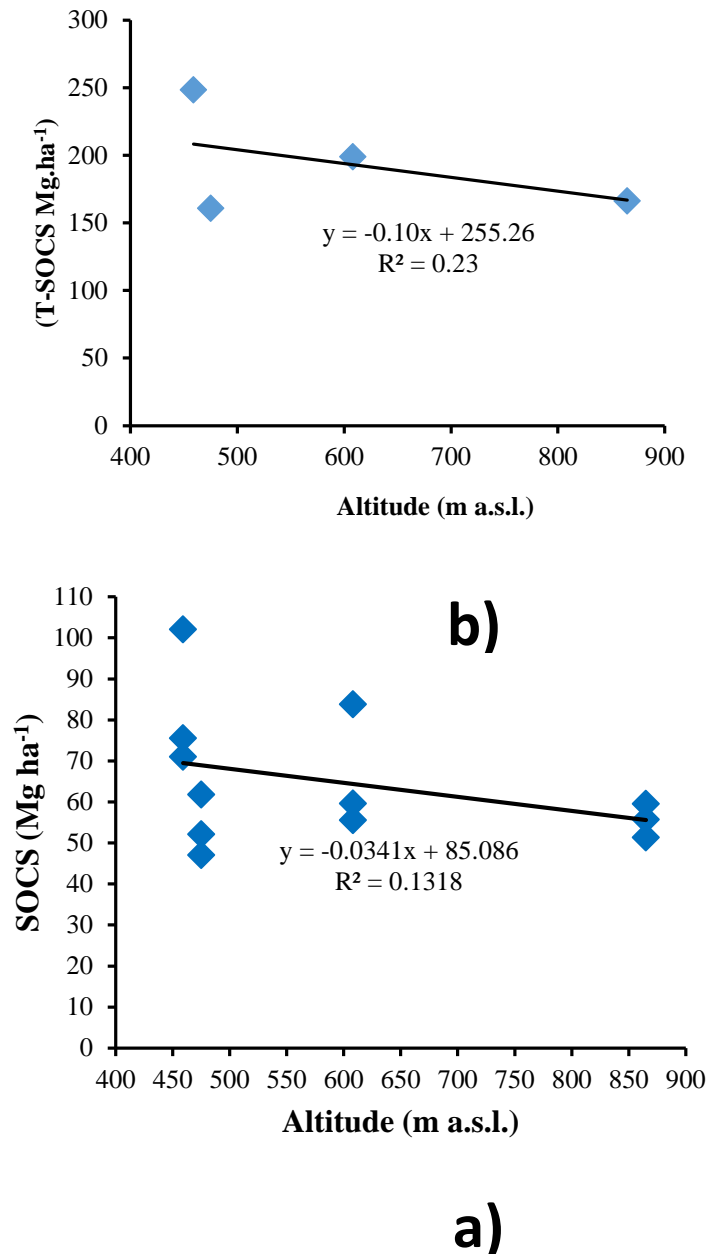 300
250
200
150
100
50
0
(T-SOCS Mg.ha-1)
y = -0.10x + 255.26
R² = 0.23
400 500 600 700 800 900
Altitude (m a.s.l.)
b)
110
100
90
80
70
60
50
40
30
20
10
0
SOCS (Mg ha-1)
y = -0.0341x + 85.086
R² = 0.1318
400 450 500 550 600 650 700 750 800 850 900
Altitude (m a.s.l.)
a)